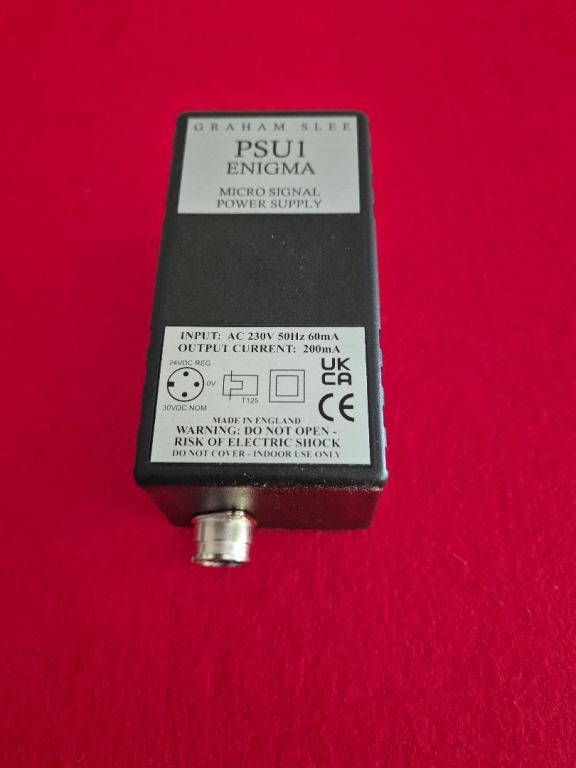 GRAHAM SLEE
PSU1
ENIGMA
MICRO SIGNAL
POWER SUPPLY
INPUT: AC 230V 50Hz 60mA
OUTPUT CURRENT: 200mA
24VDC REG
0V
30VDC NOM
T125
UK
CA
CE
MADE IN ENGLAND
WARNING: DO NOT OPEN -
RISK OF ELECTRIC SHOCK
DO NOT COVER - INDOOR USE ONLY